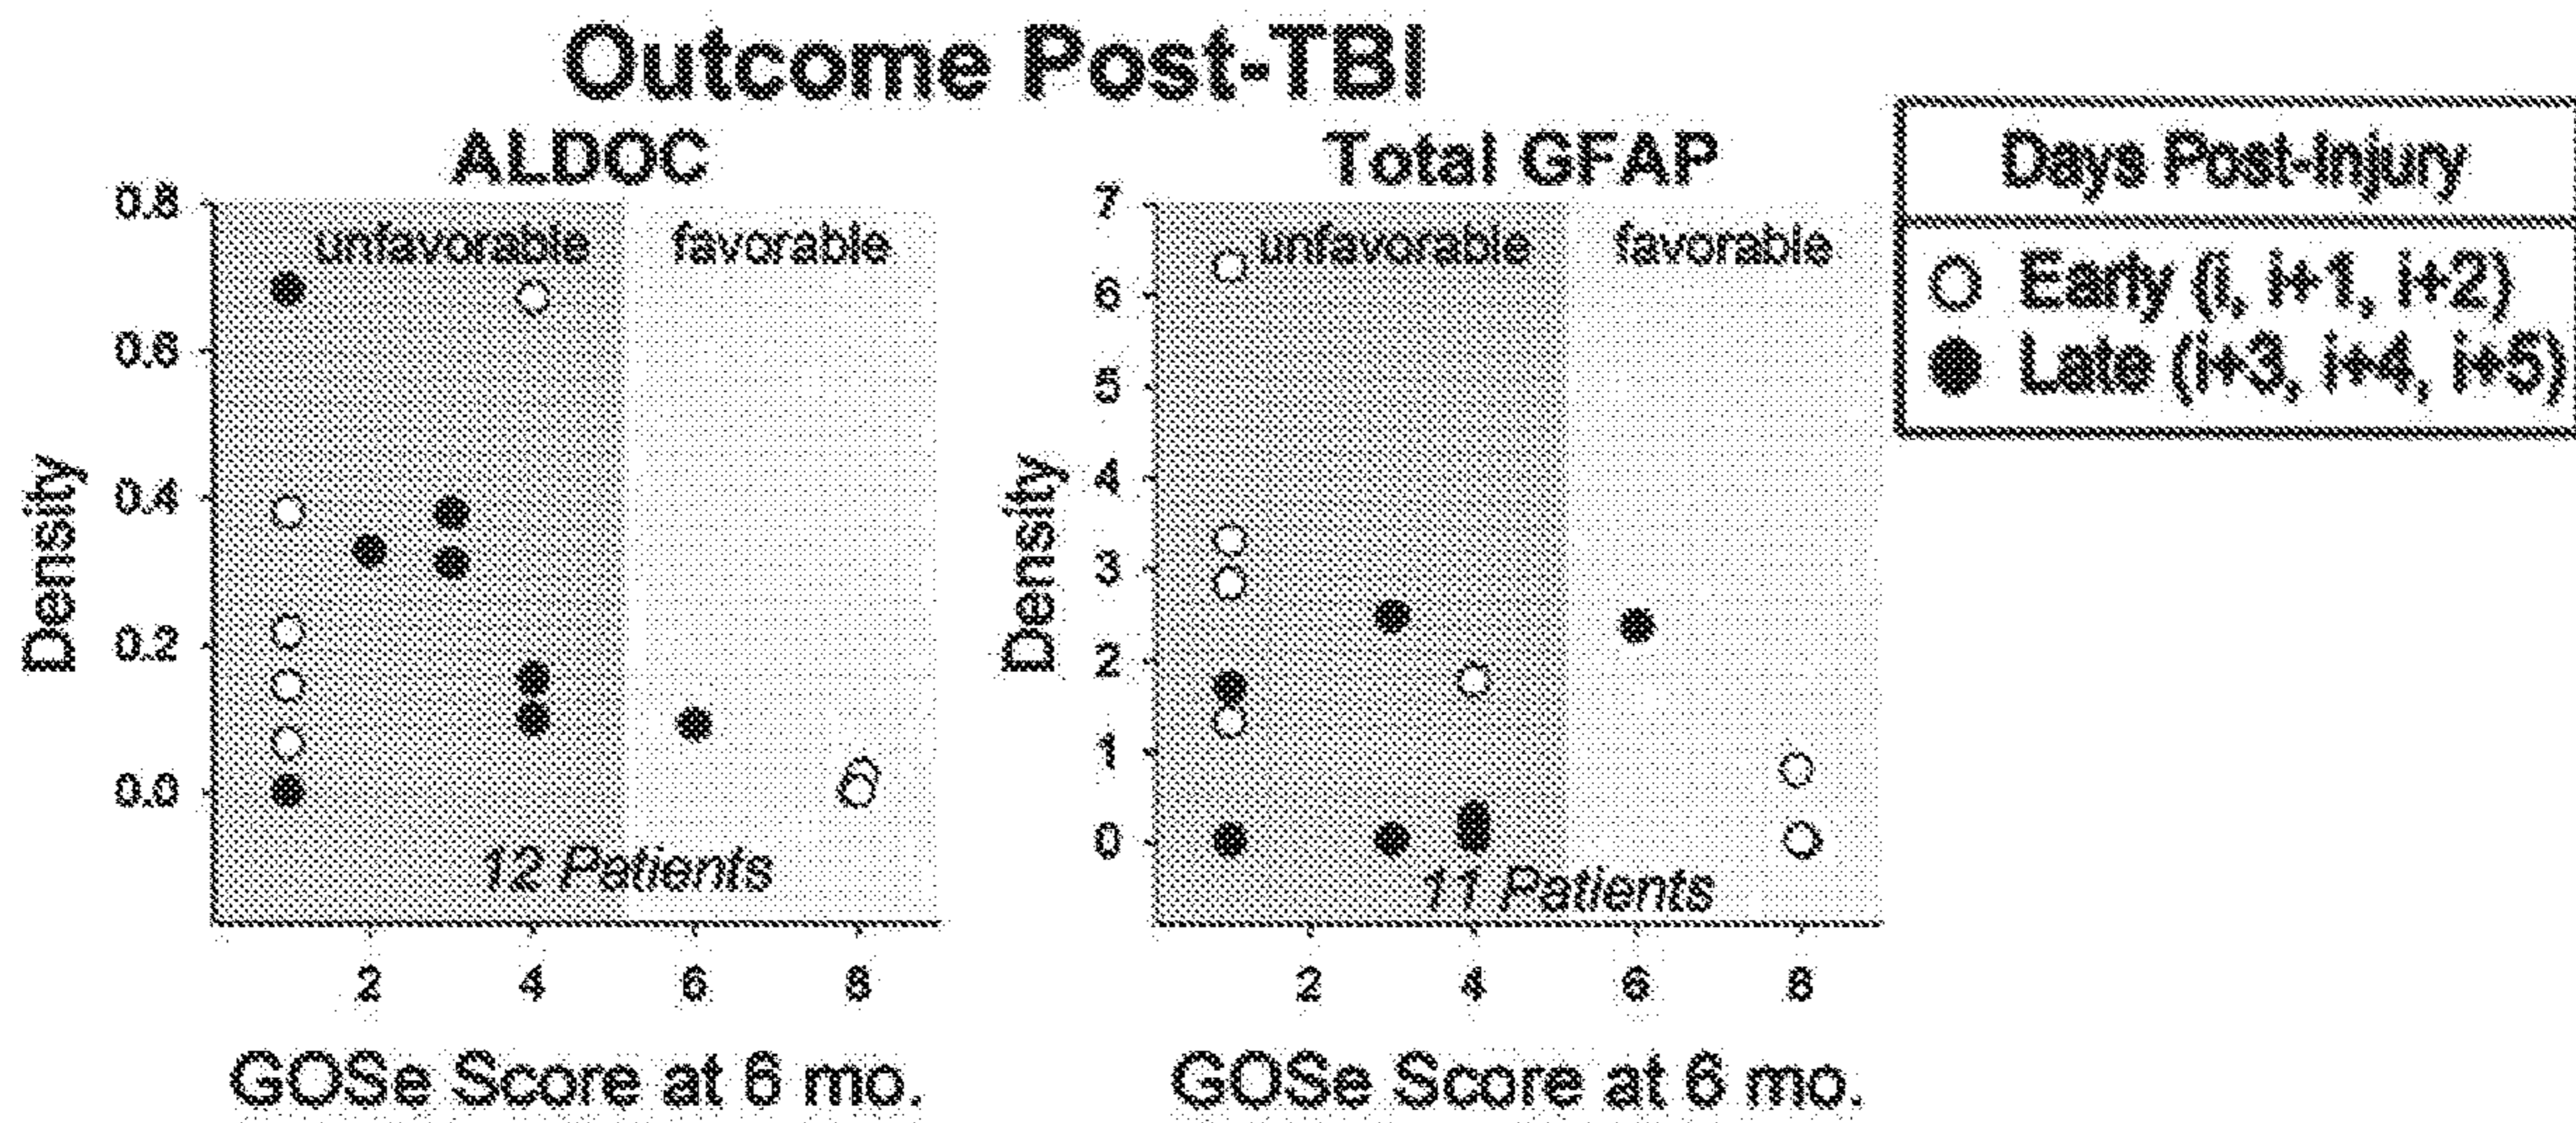 Outcome Post-TBI
ALDOC
0.8
0.6
0.4
0.2
0.0
Density
unfavorable
favorable
12 Patients
2 4 6 8
GOSe Score at 6 mo.
Total GFAP
7
6
5
4
3
2
1
0
Density
unfavorable
favorable
11 Patients
2 4 6 8
GOSe Score at 6 mo.
Days Post-Injury
Early (i, i+1, i+2)
Late (i+3, i+4, i+5)